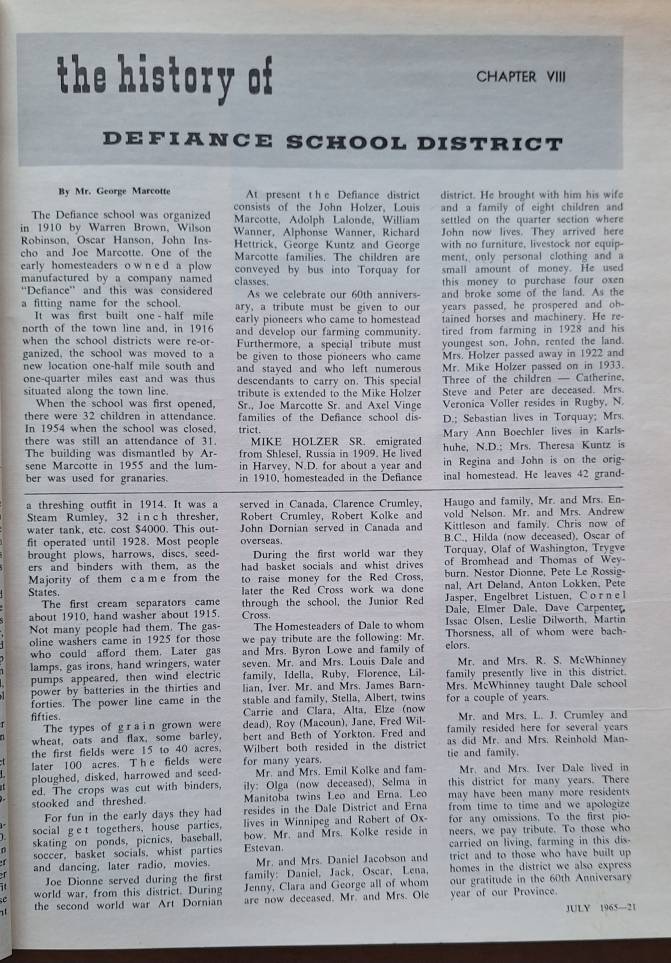 the history of
CHAPTER VIII
DEFIANCE SCHOOL DISTRICT
By Mr. George Marcotte
The Defiance school was organized
in 1910 by Warren Brown, Wilson
Robinson, Oscar Hanson, John Ins-
cho and Joe Marcotte. One of the
early homesteaders owned a plow
manufactured by a company named
"Defiance" and this was considered
a fitting name for the school.
It was first built one-half mile
north of the town line and, in 1916
when the school districts were re-or-
ganized, the school was moved to a
new location one-half mile south and
one-quarter miles east and was thus
situated along the town line.
When the school was first opened,
there were 32 children in attendance.
In 1954 when the school was closed,
there was still an attendance of 31.
The building was dismantled by Ar-
sene Marcotte in 1955 and the lum-
ber was used for granaries.
At present the Defiance district
consists of the John Holzer, Louis
Marcotte, Adolph Lalonde, William
Wanner, Alphonse Wanner, Richard
Hettrick, George Kuntz and George
Marcotte families. The children are
conveyed by bus into Torquay for
classes.
As we celebrate our 60th annivers-
ary, a tribute must be given to our
early pioneers who came to homestead
and develop our farming community.
Furthermore, a special tribute must
be given to those pioneers who came
and stayed and who left numerous
descendants to carry on. This special
tribute is extended to the Mike Holzer
Sr., Joe Marcotte Sr. and Axel Vinge
families of the Defiance school dis-
trict.
MIKE HOLZER SR. emigrated
from Shlesel, Russia in 1909. He lived
in Harvey, N.D. for about a year and
in 1910, homesteaded in the Defiance
district. He brought with him his wife
and a family of eight children and
settled on the quarter section where
John now lives. They arrived here
with no furniture, livestock nor equip-
ment, only personal clothing and a
small amount of money. He used
this money to purchase four oxen
and broke some of the land. As the
years passed, he prospered and ob-
tained horses and machinery. He re-
tired from farming in 1928 and his
youngest son, John, rented the land.
Mrs. Holzer passed away in 1922 and
Mr. Mike Holzer passed on in 1933.
Three of the children — Catherine,
Steve and Peter are deceased. Mrs.
Veronica Voller resides in Rugby, N.
D.; Sebastian lives in Torquay; Mrs.
Mary Ann Boechler lives in Karls-
huhe, N.D.; Mrs. Theresa Kuntz is
in Regina and John is on the orig-
inal homestead. He leaves 42 grand-
a threshing outfit in 1914. It was a
Steam Rumley, 32 inch thresher,
water tank, etc. cost $4000. This out-
fit operated until 1928. Most people
brought plows, harrows, discs, seed-
ers and binders with them, as the
Majority of them came from the
States.
The first cream separators came
about 1910, hand washer about 1915.
Not many people had them. The gas-
oline washers came in 1925 for those
who could afford them. Later gas
lamps, gas irons, hand wringers, water
pumps appeared, then wind electric
power by batteries in the thirties and
forties. The power line came in the
fifties.
The types of grain grown were
wheat, oats and flax, some barley,
the first fields were 15 to 40 acres,
later 100 acres. The fields were
ploughed, disked, harrowed and seed-
ed. The crops was cut with binders,
stooked and threshed.
For fun in the early days they had
social get togethers, house parties,
skating on ponds, picnics, baseball,
soccer, basket socials, whist parties
and dancing, later radio, movies.
Joe Dionne served during the first
world war, from this district. During
the second world war Art Dornian
served in Canada, Clarence Crumley,
Robert Crumley, Robert Kolke and
John Dornian served in Canada and
overseas.
During the first world war they
had basket socials and whist drives
to raise money for the Red Cross,
later the Red Cross work wa done
through the school, the Junior Red
Cross.
The Homesteaders of Dale to whom
we pay tribute are the following: Mr.
and Mrs. Byron Lowe and family of
seven. Mr. and Mrs. Louis Dale and
family, Idella, Ruby, Florence, Lil-
lian, Iver. Mr. and Mrs. James Barn-
stable and family, Stella, Albert, twins
Carrie and Clara, Alta, Elze (now
dead), Roy (Macoun), Jane, Fred Wil-
bert and Beth of Yorkton. Fred and
Wilbert both resided in the district
for many years.
Mr. and Mrs. Emil Kolke and fam-
ily: Olga (now deceased), Selma in
Manitoba twins Leo and Erna. Leo
resides in the Dale District and Erna
lives in Winnipeg and Robert of Ox-
bow. Mr. and Mrs. Kolke reside in
Estevan.
Mr. and Mrs. Daniel Jacobson and
family: Daniel, Jack, Oscar, Lena,
Jenny, Clara and George all of whom
are now deceased. Mr. and Mrs. Ole
Haugo and family, Mr. and Mrs. En-
vold Nelson. Mr. and Mrs. Andrew
Kittleson and family. Chris now of
B.C., Hilda (now deceased), Oscar of
Torquay, Olaf of Washington, Trygve
of Bromhead and Thomas of Wey-
burn. Nestor Dionne, Pete Le Rossig-
nal, Art Deland, Anton Lokken, Pete
Jasper, Engelbret Listuen, Cornel
Dale, Elmer Dale, Dave Carpenter,
Issac Olsen, Leslie Dilworth, Martin
Thorsness, all of whom were bach-
elors.
Mr. and Mrs. R. S. McWhinney
family presently live in this district.
Mrs. McWhinney taught Dale school
for a couple of years.
Mr. and Mrs. L. J. Crumley and
family resided here for several years
as did Mr. and Mrs. Reinhold Man-
tie and family.
Mr. and Mrs. Iver Dale lived in
this district for many years. There
may have been many more residents
from time to time and we apologize
for any omissions. To the first pio-
neers, we pay tribute. To those who
carried on living, farming in this dis-
trict and to those who have built up
homes in the district we also express
our gratitude in the 60th Anniversary
year of our Province.
JULY 1965—21